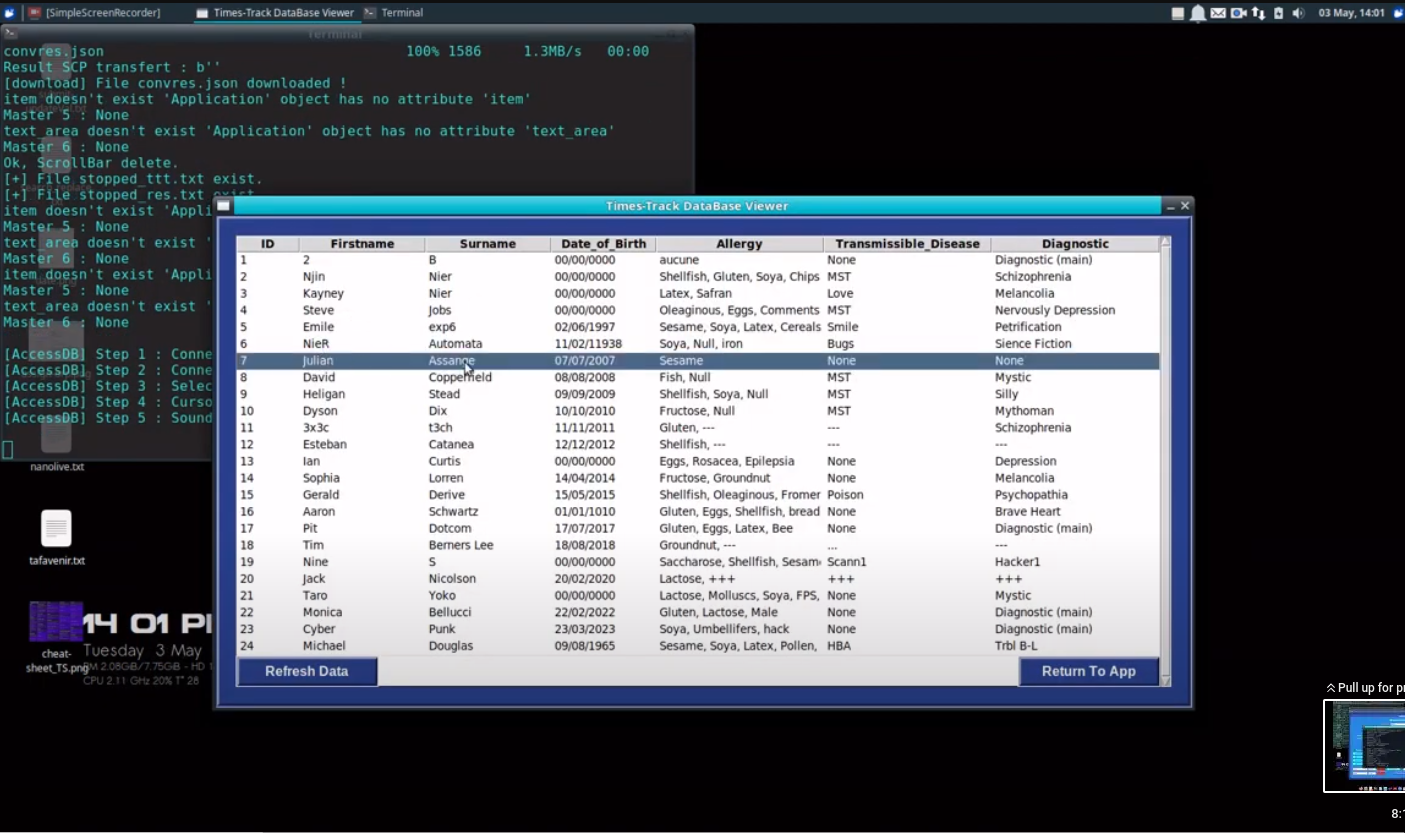 [SimpleScreenRecorder] Times-Track DataBase Viewer Terminal 03 May, 14:01
Terminal
convres.json 100% 1586 1.3MB/s 00:00
Result SCP transfert : b''
[download] File convres.json downloaded !
item doesn't exist 'Application' object has no attribute 'item'
Master 5 : None
text_area doesn't exist 'Application' object has no attribute 'text_area'
Master 6 : None
Ok, ScrollBar delete.
[+] File stopped_ttt.txt exist.
[+] File stopped_res.txt exist.
item doesn't exist 'Appli
Master 5 : None
text_area doesn't exist '
Master 6 : None
item doesn't exist 'Appli
Master 5 : None
text_area doesn't exist '
Master 6 : None
[AccessDB] Step 1 : Conne
[AccessDB] Step 2 : Conne
[AccessDB] Step 3 : Selec
[AccessDB] Step 4 : Curso
[AccessDB] Step 5 : Sound
nanolive.txt
tafavenir.txt
14 01 P
cheat-
sheet_TS.png
Tuesday 3 May
RAM 2.08GiB/7.75GiB - HD 1
CPU 2.11 GHz 20% T° 28
Times-Track DataBase Viewer
ID Firstname Surname Date_of_Birth Allergy Transmissible_Disease Diagnostic
1 2 B 00/00/0000 aucune None Diagnostic (main)
2 Njin Nier 00/00/0000 Shellfish, Gluten, Soya, Chips MST Schizophrenia
3 Kayney Nier 00/00/0000 Latex, Safran Love Melancolia
4 Steve Jobs 00/00/0000 Oleaginous, Eggs, Comments MST Nervously Depression
5 Emile exp6 02/06/1997 Sesame, Soya, Latex, Cereals Smile Petrification
6 NieR Automata 11/02/11938 Soya, Null, iron Bugs Sience Fiction
7 Julian Assange 07/07/2007 Sesame None None
8 David Copperfield 08/08/2008 Fish, Null MST Mystic
9 Heligan Stead 09/09/2009 Shellfish, Soya, Null MST Silly
10 Dyson Dix 10/10/2010 Fructose, Null MST Mythoman
11 3x3c t3ch 11/11/2011 Gluten, --- --- Schizophrenia
12 Esteban Catanea 12/12/2012 Shellfish, --- --- ---
13 Ian Curtis 00/00/0000 Eggs, Rosacea, Epilepsia None Depression
14 Sophia Lorren 14/04/2014 Fructose, Groundnut None Melancolia
15 Gerald Derive 15/05/2015 Shellfish, Oleaginous, Fromer Poison Psychopathia
16 Aaron Schwartz 01/01/1010 Gluten, Eggs, Shellfish, bread None Brave Heart
17 Pit Dotcom 17/07/2017 Gluten, Eggs, Latex, Bee None Diagnostic (main)
18 Tim Berners Lee 18/08/2018 Groundnut, --- ... ---
19 Nine S 00/00/0000 Saccharose, Shellfish, Sesam Scann1 Hacker1
20 Jack Nicolson 20/02/2020 Lactose, +++ +++ +++
21 Taro Yoko 00/00/0000 Lactose, Molluscs, Soya, FPS, None Mystic
22 Monica Bellucci 22/02/2022 Gluten, Lactose, Male None Diagnostic (main)
23 Cyber Punk 23/03/2023 Soya, Umbellifers, hack None Diagnostic (main)
24 Michael Douglas 09/08/1965 Sesame, Soya, Latex, Pollen, HBA Trbl B-L
Refresh Data Return To App
Pull up for pr
8: